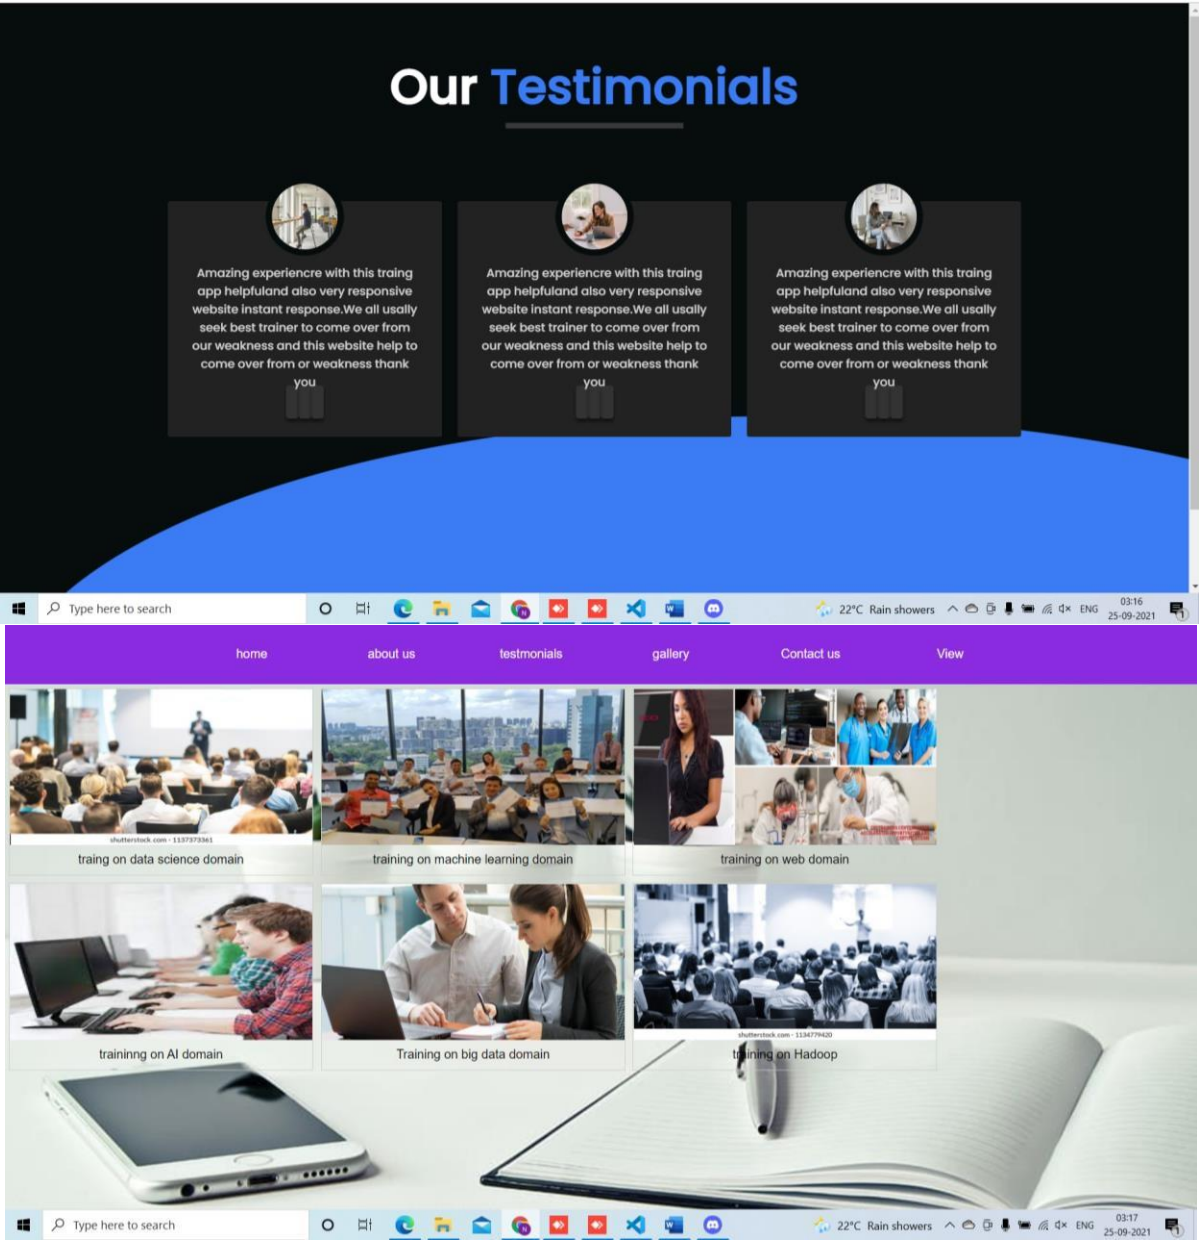 Our Testimonials
Amazing experiencre with this traing
app helpfuland also very responsive
website instant response.We all usally
seek best trainer to come over from
our weakness and this website help to
come over from or weakness thank
you
Amazing experiencre with this traing
app helpfuland also very responsive
website instant response.We all usally
seek best trainer to come over from
our weakness and this website help to
come over from or weakness thank
you
Amazing experiencre with this traing
app helpfuland also very responsive
website instant response.We all usally
seek best trainer to come over from
our weakness and this website help to
come over from or weakness thank
you
Type here to search
N
W
22°C Rain showers
ENG
03:16
25-09-2021
1
home about us testmonials gallery Contact us View
shutterstock.com · 1137373361
traing on data science domain
training on machine learning domain
training on web domain
traininng on AI domain
Training on big data domain
shutterstock.com · 1134779420
training on Hadoop
Type here to search
N
W
22°C Rain showers
ENG
03:17
25-09-2021
1